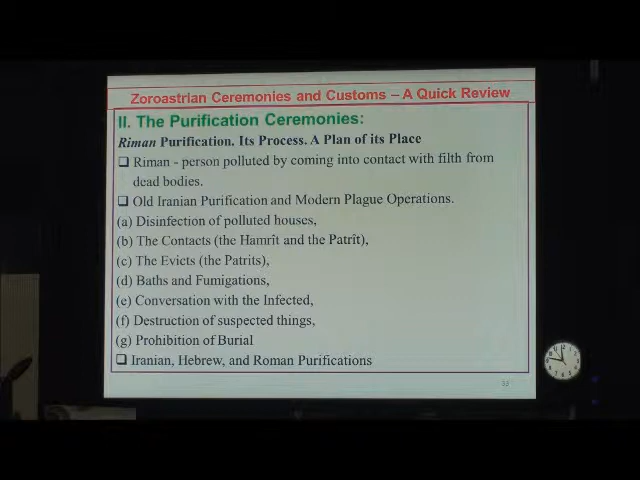 Zoroastrian Ceremonies and Customs – A Quick Review
II. The Purification Ceremonies:
Riman Purification. Its Process. A Plan of its Place
❑ Riman - person polluted by coming into contact with filth from
dead bodies.
❑ Old Iranian Purification and Modern Plague Operations.
(a) Disinfection of polluted houses,
(b) The Contacts (the Hamrît and the Patrît),
(c) The Evicts (the Patrits),
(d) Baths and Fumigations,
(e) Conversation with the Infected,
(f) Destruction of suspected things,
(g) Prohibition of Burial
❑ Iranian, Hebrew, and Roman Purifications